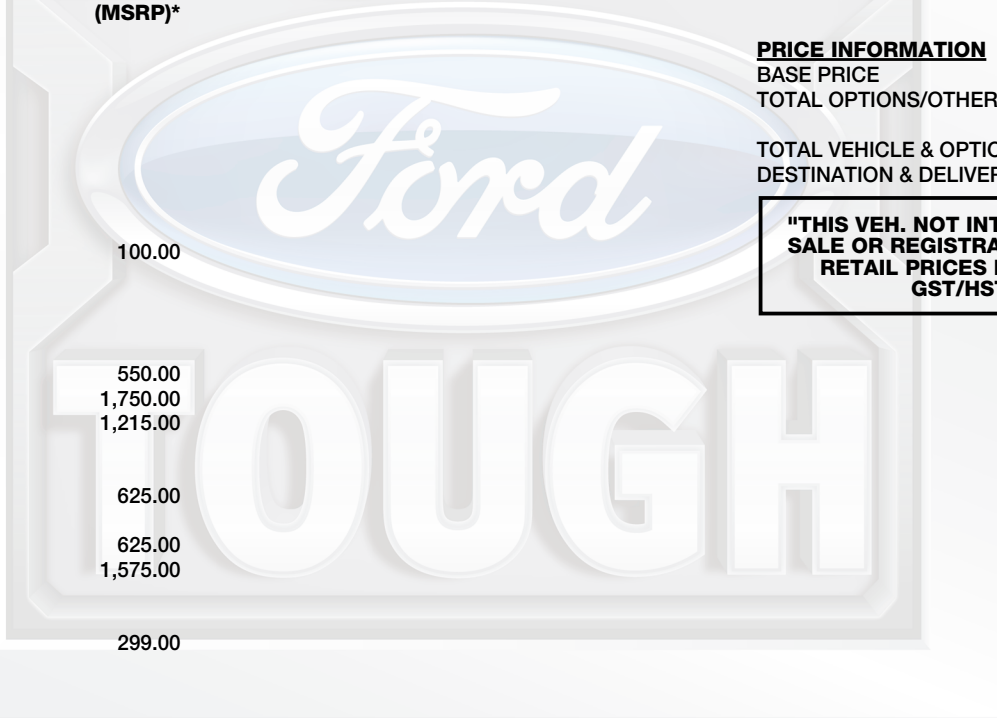 (MSRP)*
PRICE INFORMATION
BASE PRICE
TOTAL OPTIONS/OTHER
TOTAL VEHICLE & OPTIO
DESTINATION & DELIVER
"THIS VEH. NOT INT
SALE OR REGISTRA
RETAIL PRICES
GST/HST
Ford
100.00
TOUGH
550.00
1,750.00
1,215.00
625.00
625.00
1,575.00
299.00